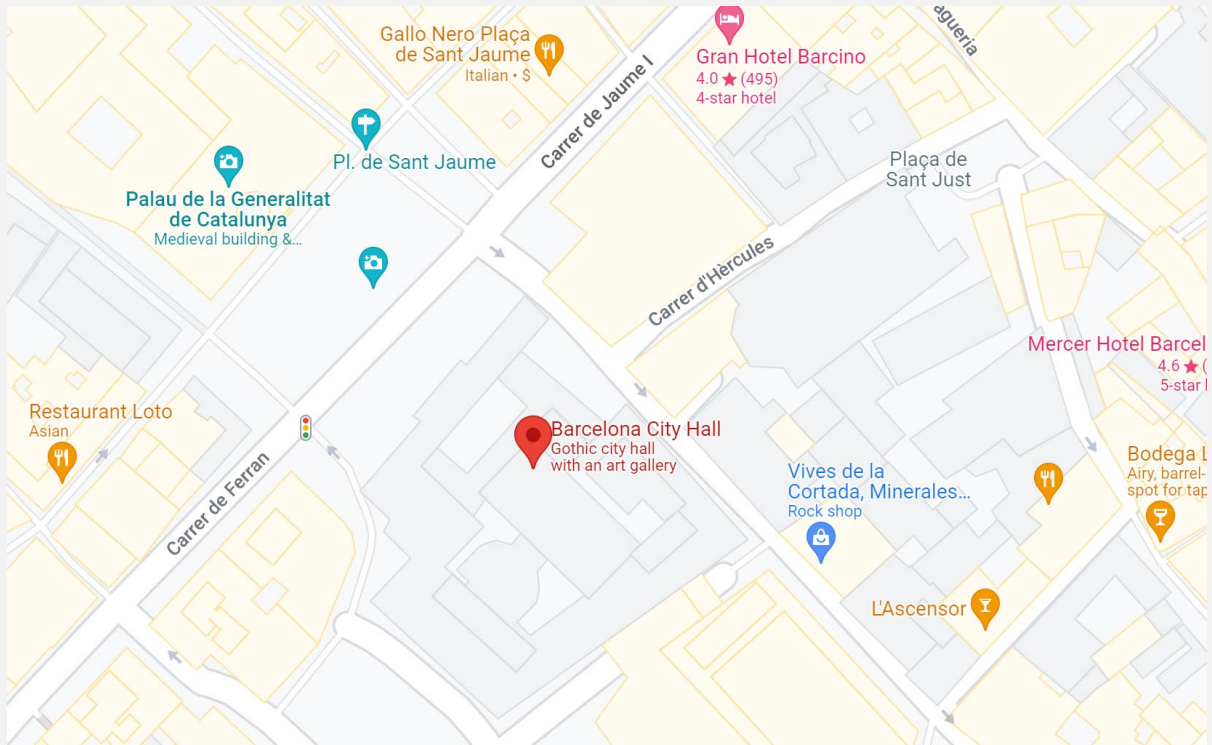 Gallo Nero Plaça
de Sant Jaume
Italian • $
Gran Hotel Barcino
4.0 ★ (495)
4-star hotel
agueria
Carrer de Jaume I
Pl. de Sant Jaume
Plaça de
Sant Just
Palau de la Generalitat
de Catalunya
Medieval building &...
Carrer d'Hèrcules
Mercer Hotel Barcel
4.6 ★ (
5-star
Restaurant Loto
Asian
Barcelona City Hall
Gothic city hall
with an art gallery
Carrer de Ferran
Vives de la
Cortada, Minerales...
Rock shop
Bodega L
Airy, barrel-
spot for tap
L'Ascensor